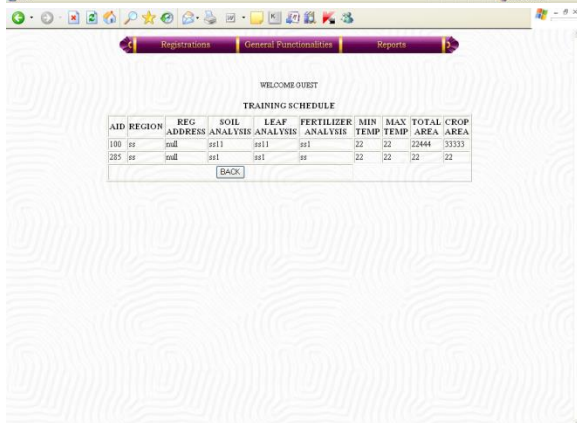 Registrations General Functionalities Reports
WELCOME GUEST
TRAINING SCHEDULE
AID REGION REG ADDRESS SOIL ANALYSIS LEAF ANALYSIS FERTILIZER ANALYSIS MIN TEMP MAX TEMP TOTAL AREA CROP AREA
100 ss null ss11 ss11 ss1 22 22 22444 33333
285 ss null ss1 ss1 ss 22 22 22 22
BACK